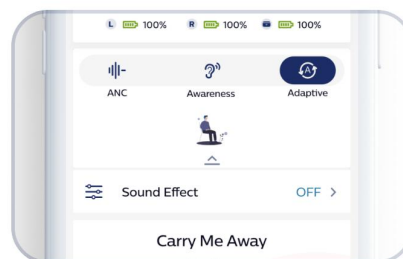 L 100% R 100% 100%
ANC Awareness Adaptive
Sound Effect OFF >
Carry Me Away